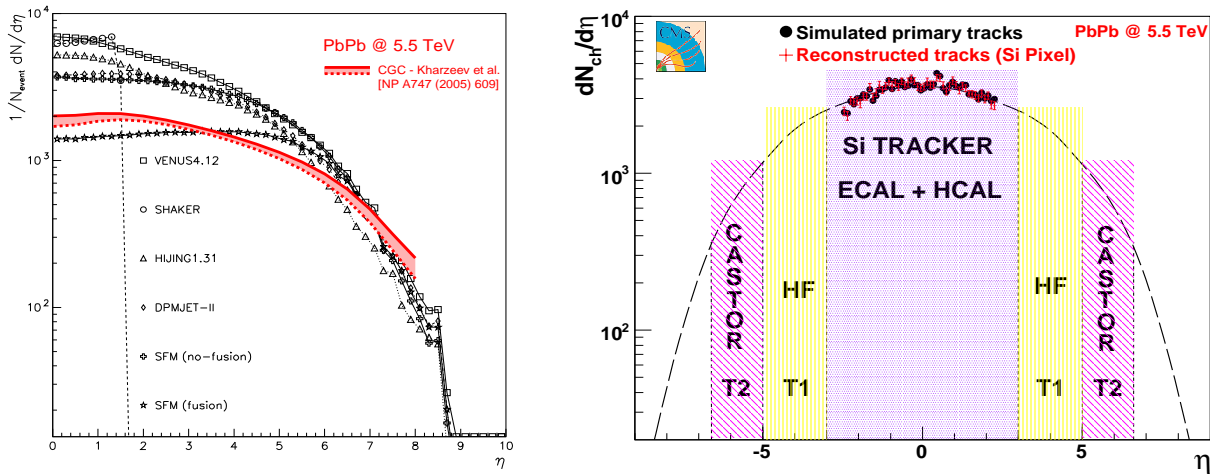 1/N_event dN/dη
10^4
10^3
10^2
PbPb @ 5.5 TeV
CGC - Kharzeev et al.
[NP A747 (2005) 609]
VENUS4.12
SHAKER
HIJING1.31
DPMJET-II
SFM (no-fusion)
SFM (fusion)
0 1 2 3 4 5 6 7 8 9 10
η
dN_ch/dη
10^4
10^3
10^2
CMS
Simulated primary tracks
Reconstructed tracks (Si Pixel)
PbPb @ 5.5 TeV
Si TRACKER
ECAL + HCAL
CASTOR
T2
HF
T1
HF
T1
CASTOR
T2
-5 0 5
η